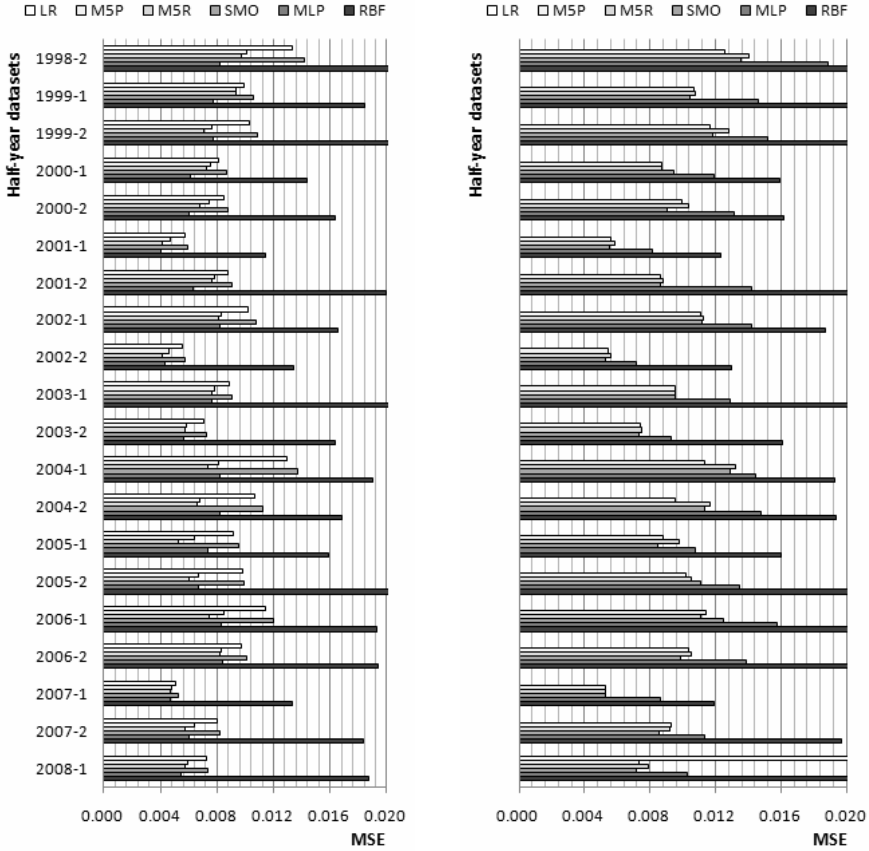 LR M5P M5R SMO MLP RBF
Half-year datasets
1998-2
1999-1
1999-2
2000-1
2000-2
2001-1
2001-2
2002-1
2002-2
2003-1
2003-2
2004-1
2004-2
2005-1
2005-2
2006-1
2006-2
2007-1
2007-2
2008-1
0.000 0.004 0.008 0.012 0.016 0.020
MSE
LR M5P M5R SMO MLP RBF
Half-year datasets
0.000 0.004 0.008 0.012 0.016 0.020
MSE